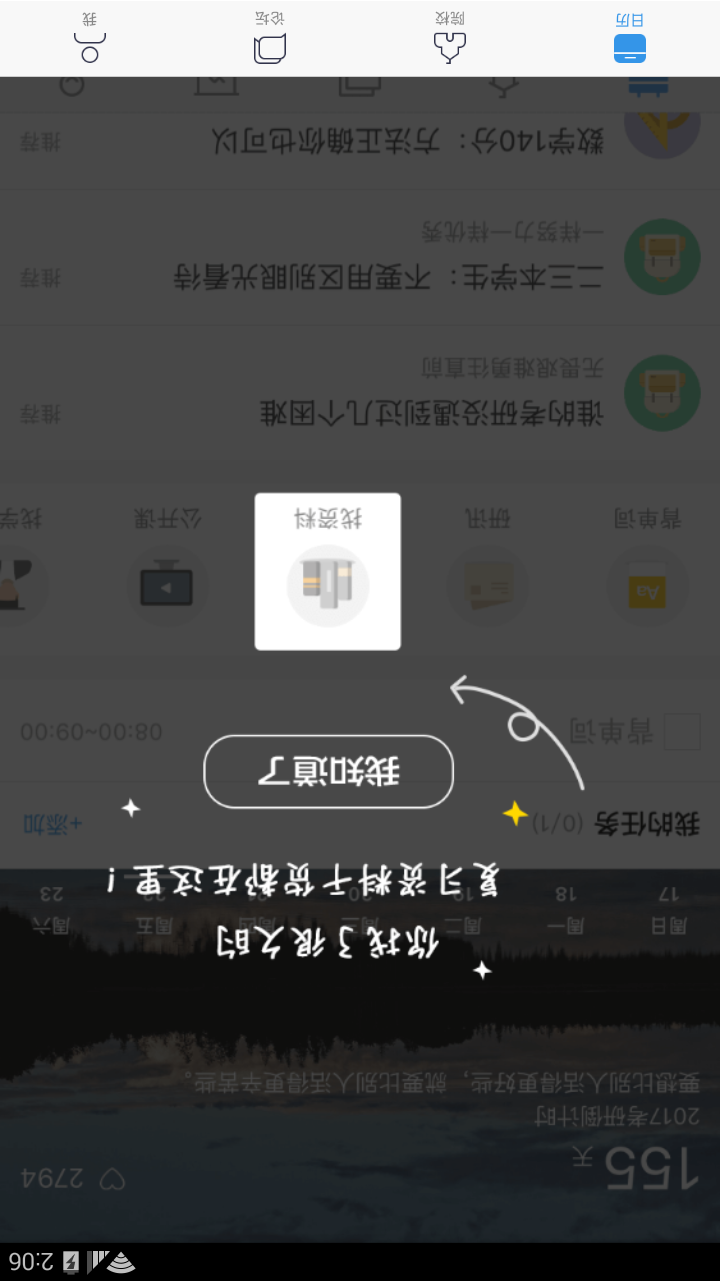 2:06
155 天 2794
2017考研倒计时
要想比别人活得更好些，就要比别人活得更辛苦些。
你找了很久的
周日 周一 周二 周三 周四 周五 周六
17 18 19 20 21 22 23
复习资料干货都在这里！
我的任务 (0/1) +添加
我知道了
背单词 08:00~09:00
Aa
背单词 研讯 找资料 公开课 找学
谁的考研没遇到过几个困难 推荐
无畏艰难勇往直前
二三本学生：不要用区别眼光看待 推荐
一样努力一样优秀
数学140分：方法正确你也可以 推荐
日历 院校 论坛 我